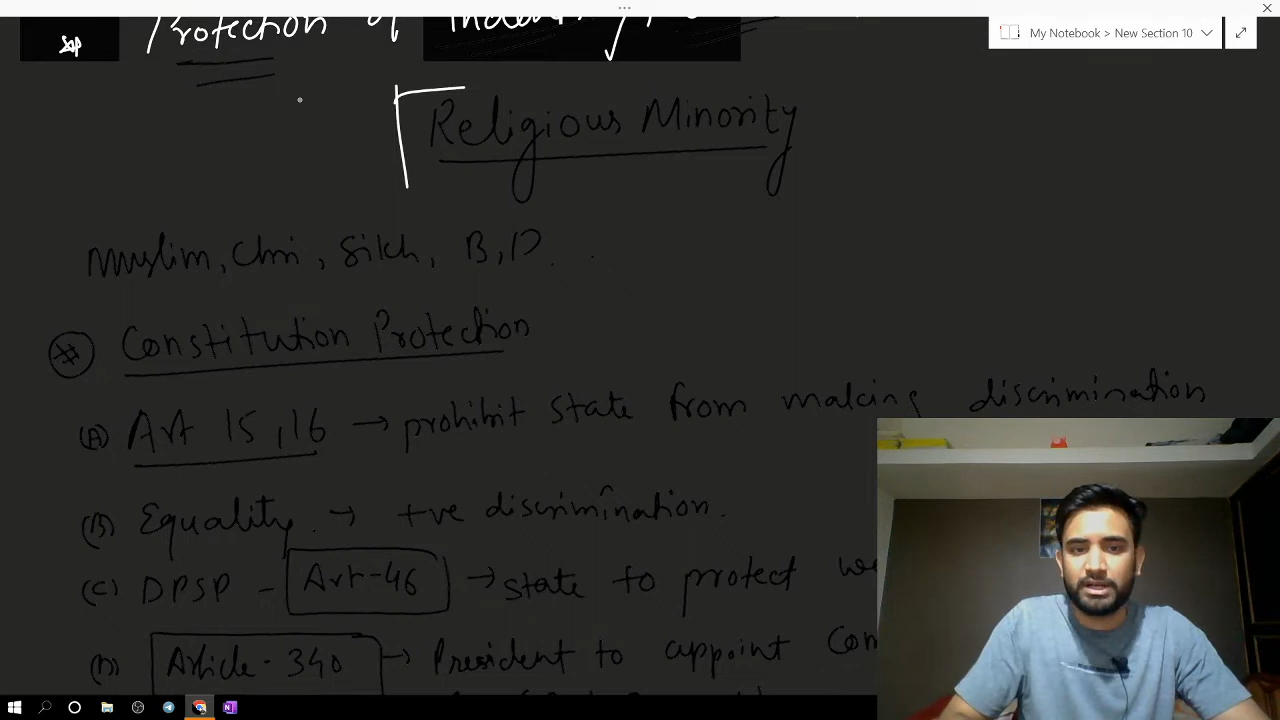 My Notebook > New Section 10
Protection of
Religious Minority
Muslim, Chri, Sikh, B, D
Constitution Protection
(A) Art 15, 16 → prohibit state from making discrimination
(B) Equality. → +ve discrimination.
(C) DPSP - Art-46 → state to protect
(D) Article-340 → President to appoint Com